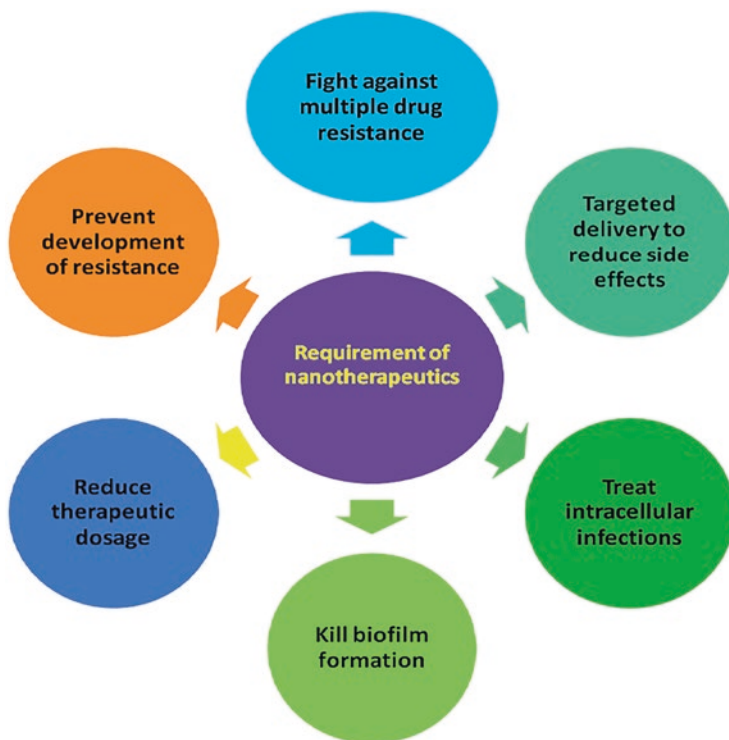 Fight against
multiple drug
resistance
Prevent
development
of resistance
Targeted
delivery to
reduce side
effects
Requirement of
nanotherapeutics
Reduce
therapeutic
dosage
Treat
intracellular
infections
Kill biofilm
formation